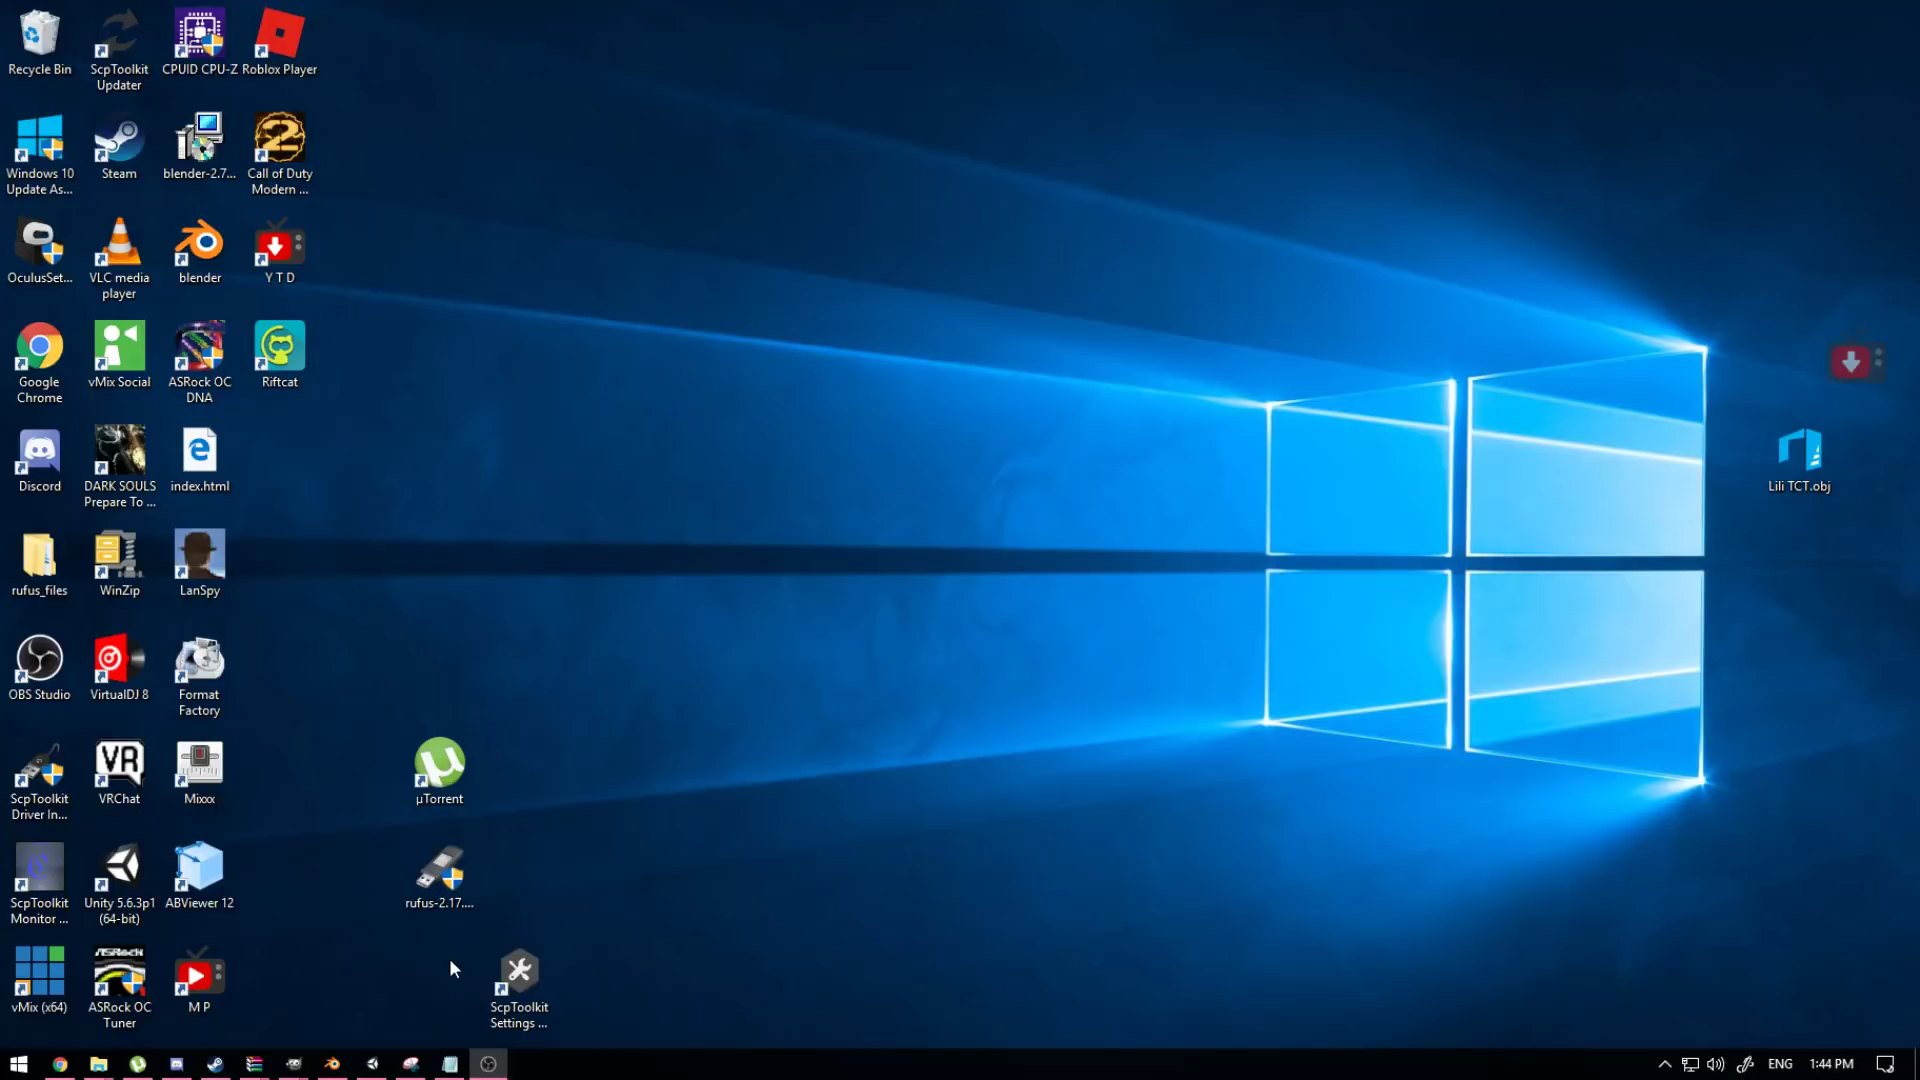 Recycle Bin
ScpToolkit
Updater
CPUID CPU-Z
Roblox Player
Windows 10
Update As...
Steam
blender-2.7...
Call of Duty
Modern ...
OculusSet...
VLC media
player
blender
Y T D
Google
Chrome
vMix Social
ASRock OC
DNA
Riftcat
Discord
DARK SOULS
Prepare To ...
index.html
Lili TCT.obj
rufus_files
WinZip
LanSpy
OBS Studio
VirtualDJ 8
Format
Factory
ScpToolkit
Driver In...
VR
VRChat
Mixxx
µTorrent
ScpToolkit
Monitor ...
Unity 5.6.3p1
(64-bit)
ABViewer 12
rufus-2.17....
vMix (x64)
ASRock
ASRock OC
Tuner
M P
ScpToolkit
Settings ...
ENG
1:44 PM